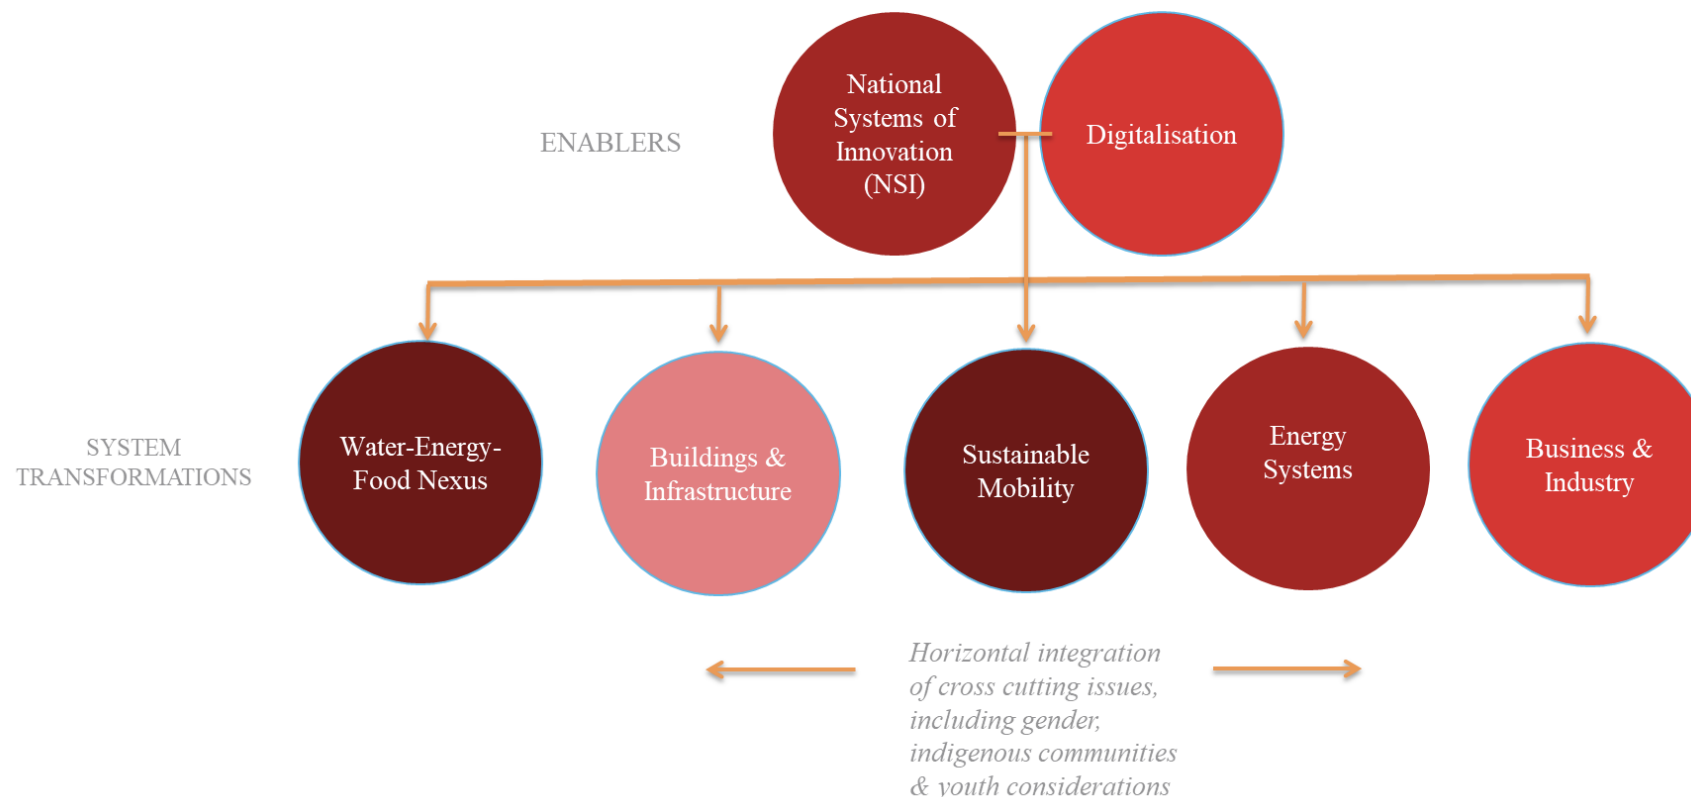 National
Systems of
Innovation
(NSI)
Digitalisation
ENABLERS
Water-Energy-
Food Nexus
Buildings &
Infrastructure
Sustainable
Mobility
Energy
Systems
Business &
Industry
SYSTEM
TRANSFORMATIONS
Horizontal integration
of cross cutting issues,
including gender,
indigenous communities
& youth considerations